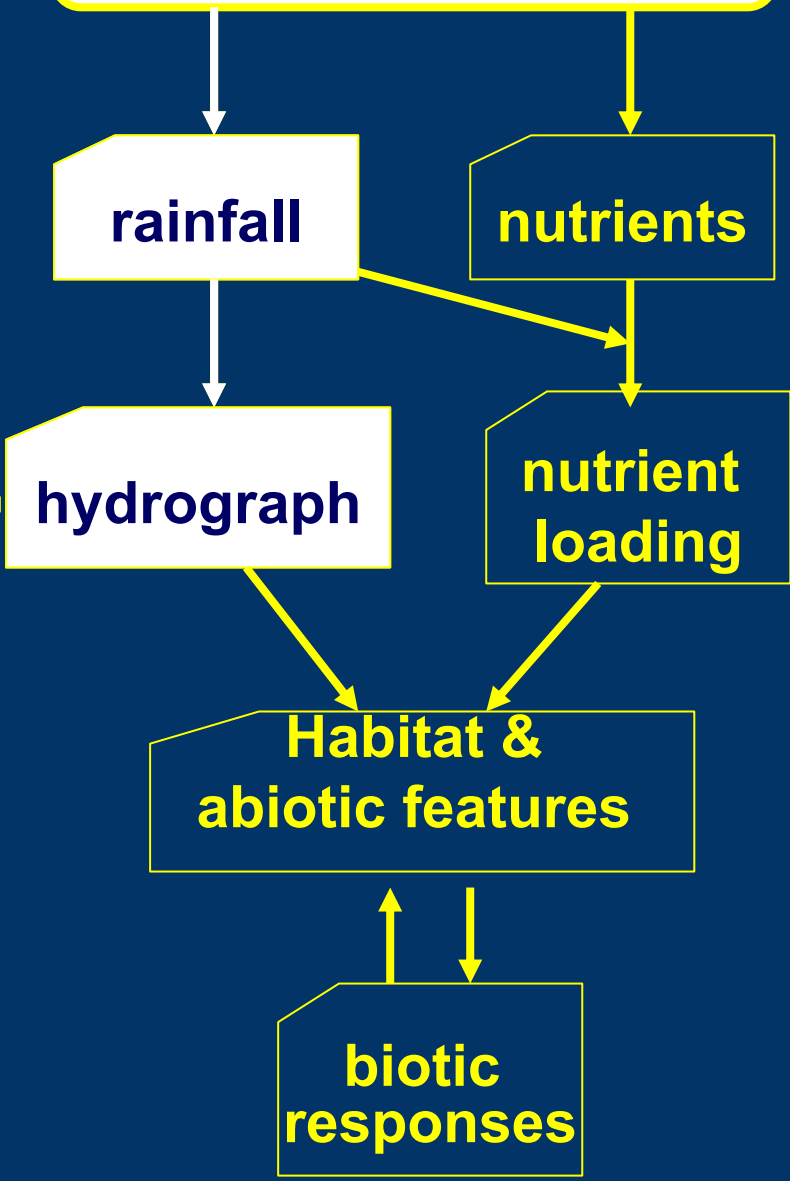 rainfall
nutrients
hydrograph
nutrient
loading
Habitat &
abiotic features
biotic
responses